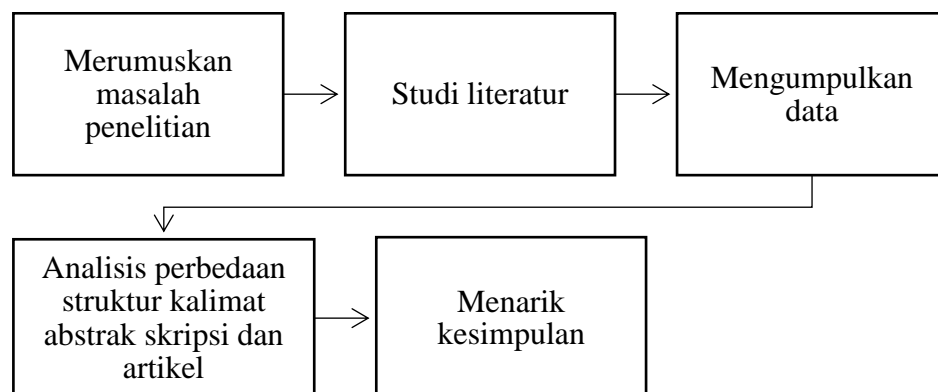 Merumuskan
masalah
penelitian
Studi literatur
Mengumpulkan
data
Analisis perbedaan
struktur kalimat
abstrak skripsi dan
artikel
Menarik
kesimpulan